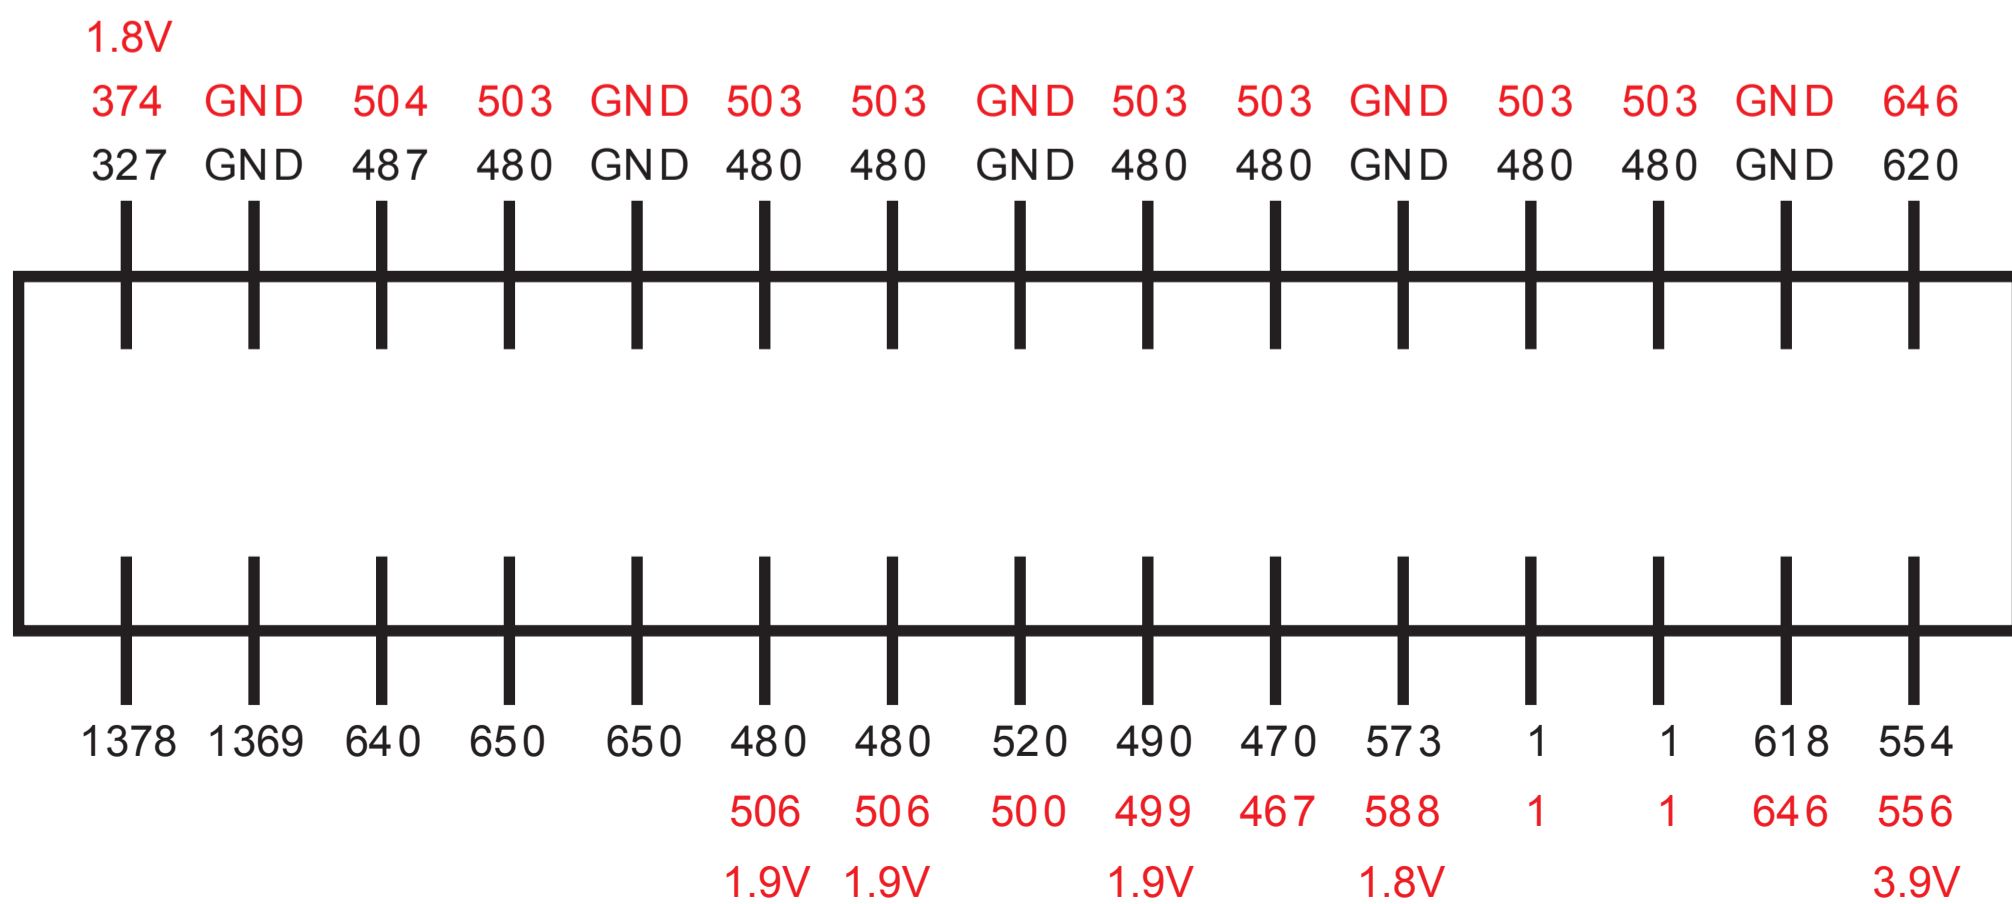 1.8V
374 GND 504 503 GND 503 503 GND 503 503 GND 503 503 GND 646
327 GND 487 480 GND 480 480 GND 480 480 GND 480 480 GND 620
1378 1369 640 650 650 480 480 520 490 470 573 1 1 618 554
506 506 500 499 467 588 1 1 646 556
1.9V 1.9V 1.9V 1.8V 3.9V